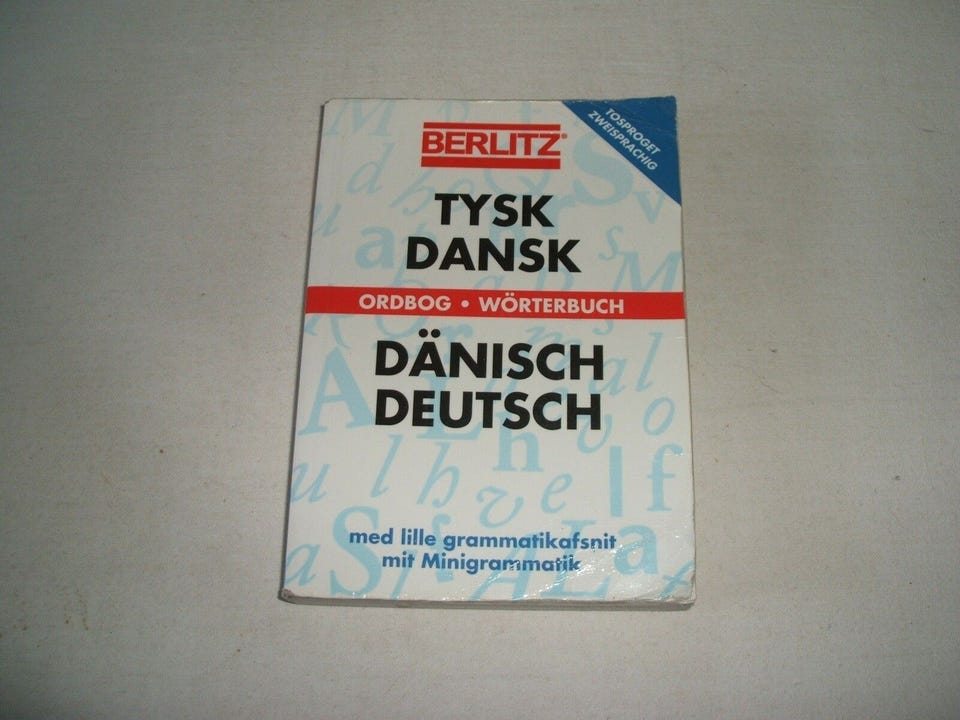 BERLITZ®
TOSPROGET
ZWEISPRACHIG
TYSK
DANSK
ORDBOG • WÖRTERBUCH
DÄNISCH
DEUTSCH
med lille grammatikafsnit
mit Minigrammatik